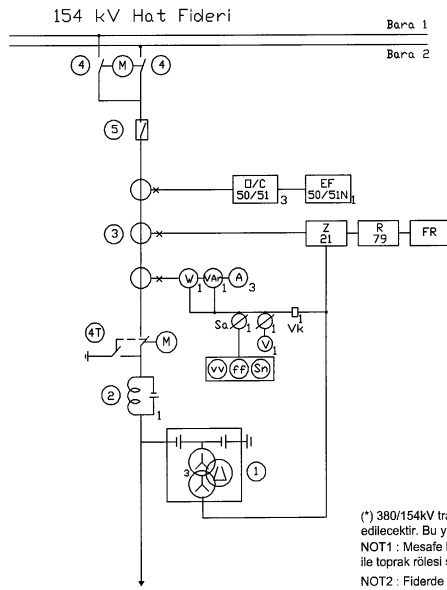 154 kV Hat Fideri
Bara 1
Bara 2
4 M 4
5
O/C
50/51 3
EF
50/51N 1
3
Z
21
R
79
FR
W 1 VAr 1 A 3
Sa 1 1 Vk 1
V 1
4T M
vv ff Sn
2
1
3
1
(*) 380/154kV tra
edilecektir. Bu y
NOT1 : Mesafe
ile toprak rölesi s
NOT2 : Fiderde